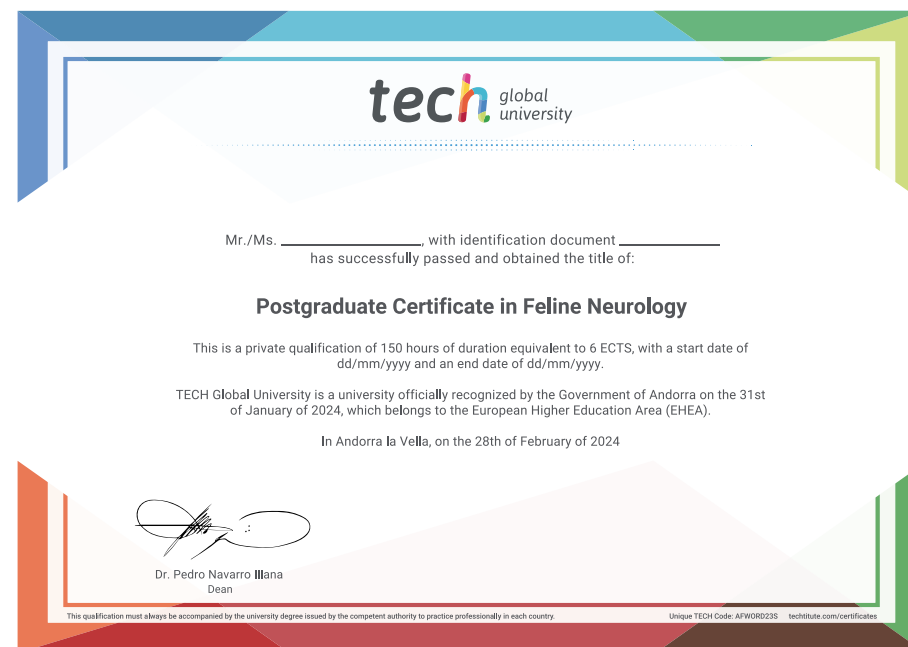 tech global university
Mr./Ms. ____________, with identification document ____________
has successfully passed and obtained the title of:
Postgraduate Certificate in Feline Neurology
This is a private qualification of 150 hours of duration equivalent to 6 ECTS, with a start date of
dd/mm/yyyy and an end date of dd/mm/yyyy.
TECH Global University is a university officially recognized by the Government of Andorra on the 31st
of January of 2024, which belongs to the European Higher Education Area (EHEA).
In Andorra la Vella, on the 28th of February of 2024
Dr. Pedro Navarro Illana
Dean
This qualification must always be accompanied by the university degree issued by the competent authority to practice professionally in each country.
Unique TECH Code: AFWORD23S techtitute.com/certificates